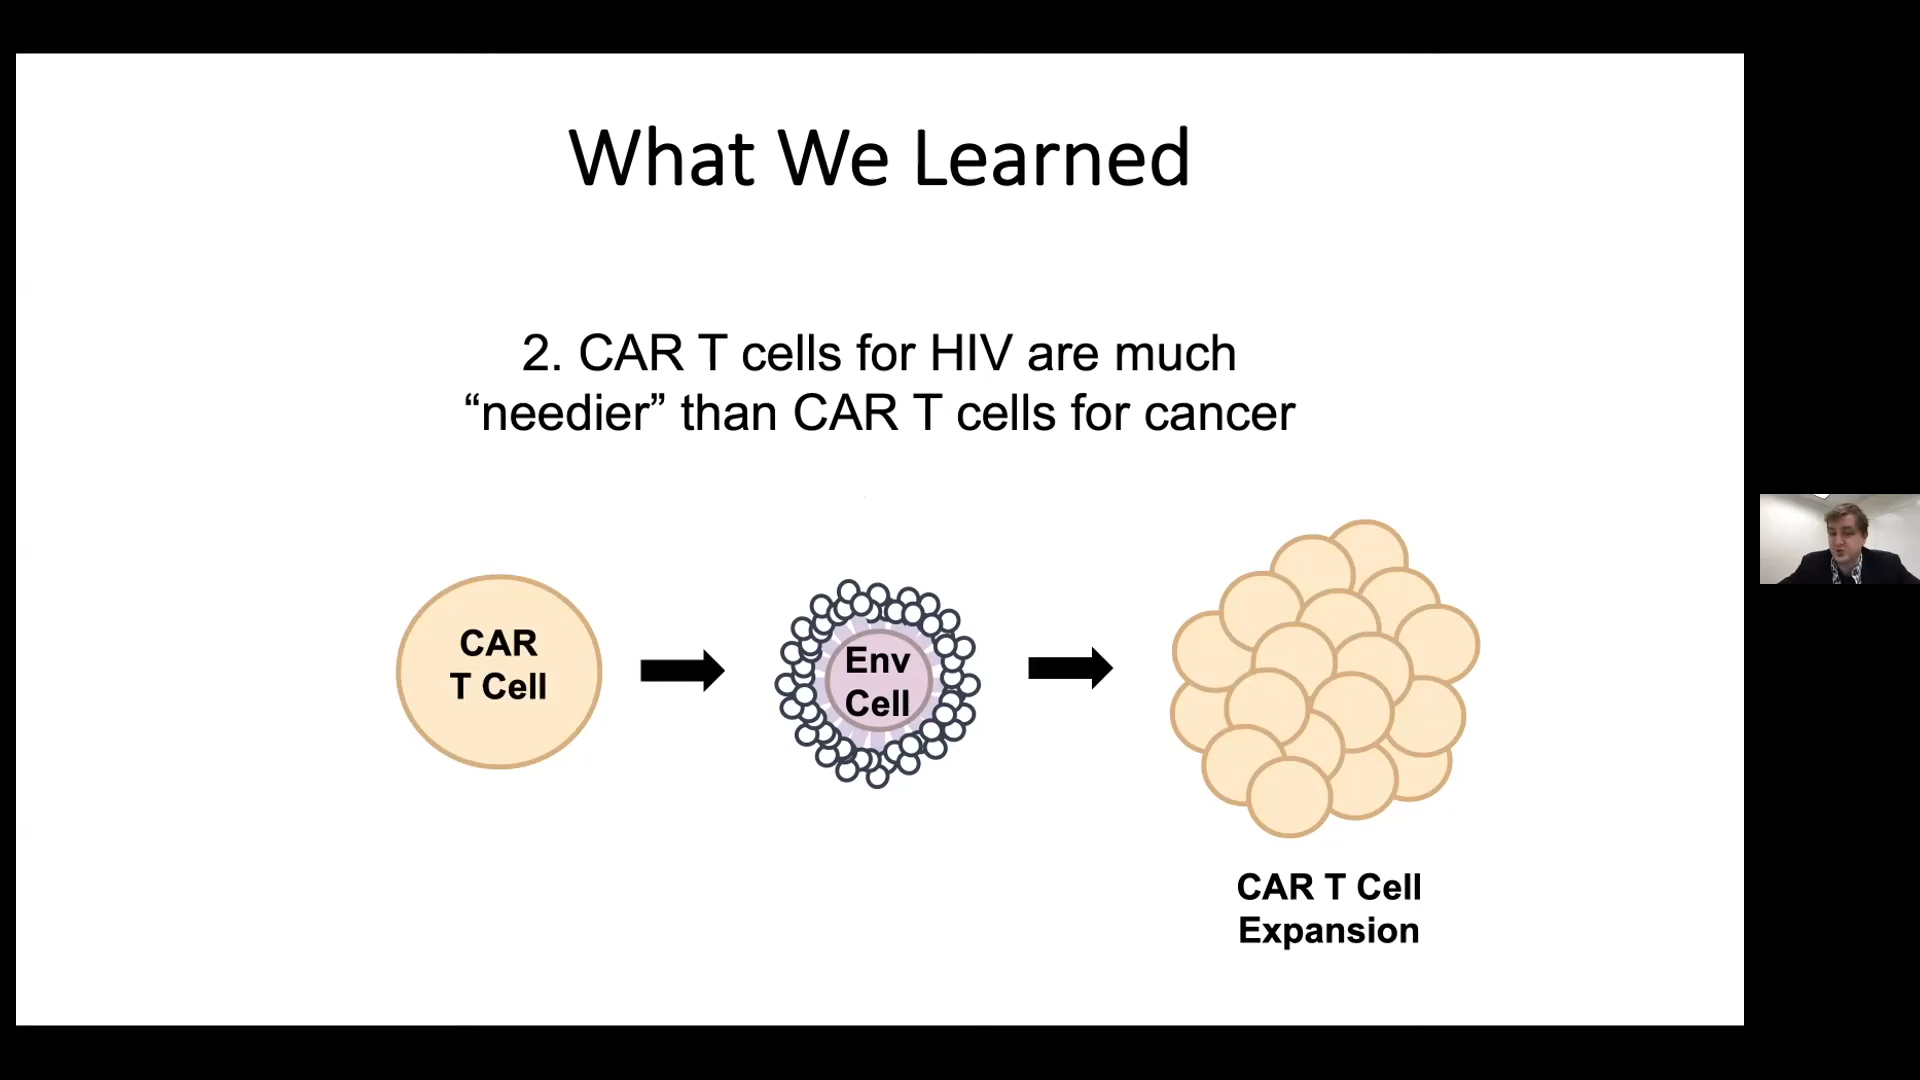 What We Learned
2. CAR T cells for HIV are much
“needier” than CAR T cells for cancer
CAR
T Cell
Env
Cell
CAR T Cell
Expansion